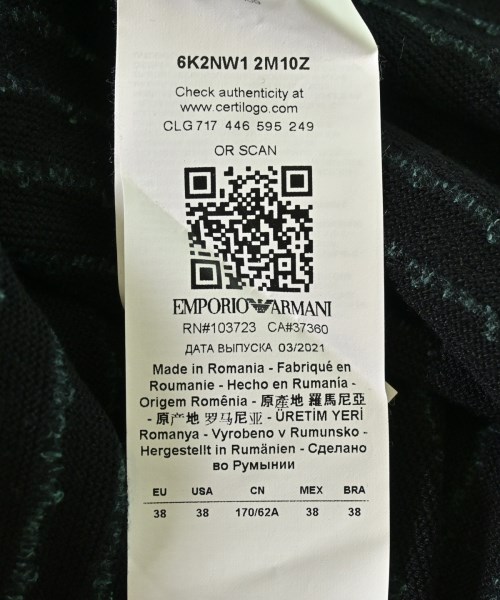 6K2NW1 2M10Z
Check authenticity at
www.certilogo.com
CLG 717 446 595 249
OR SCAN
EMPORIO ARMANI
RN#103723 CA#37360
ДАТА ВЫПУСКА 03/2021
Made in Romania - Fabriqué en
Roumanie - Hecho en Rumanía -
Origem Romênia - 原產地 羅馬尼亞
- 原产地 罗马尼亚 - ÜRETİM YERİ
Romanya - Vyrobeno v Rumunsko -
Hergestellt in Rumänien - Сделано
во Румынии
EU USA CN MEX BRA
38 38 170/62A 38 38